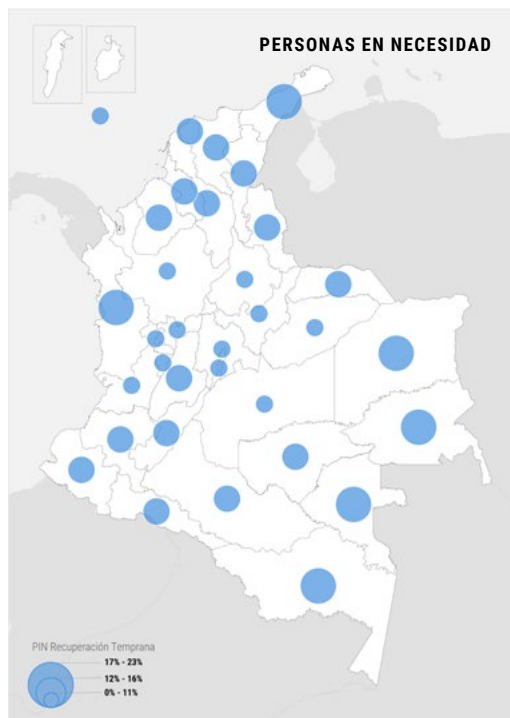 PERSONAS EN NECESIDAD
PIN Recuperación Temprana
17% - 23%
12% - 16%
0% - 11%